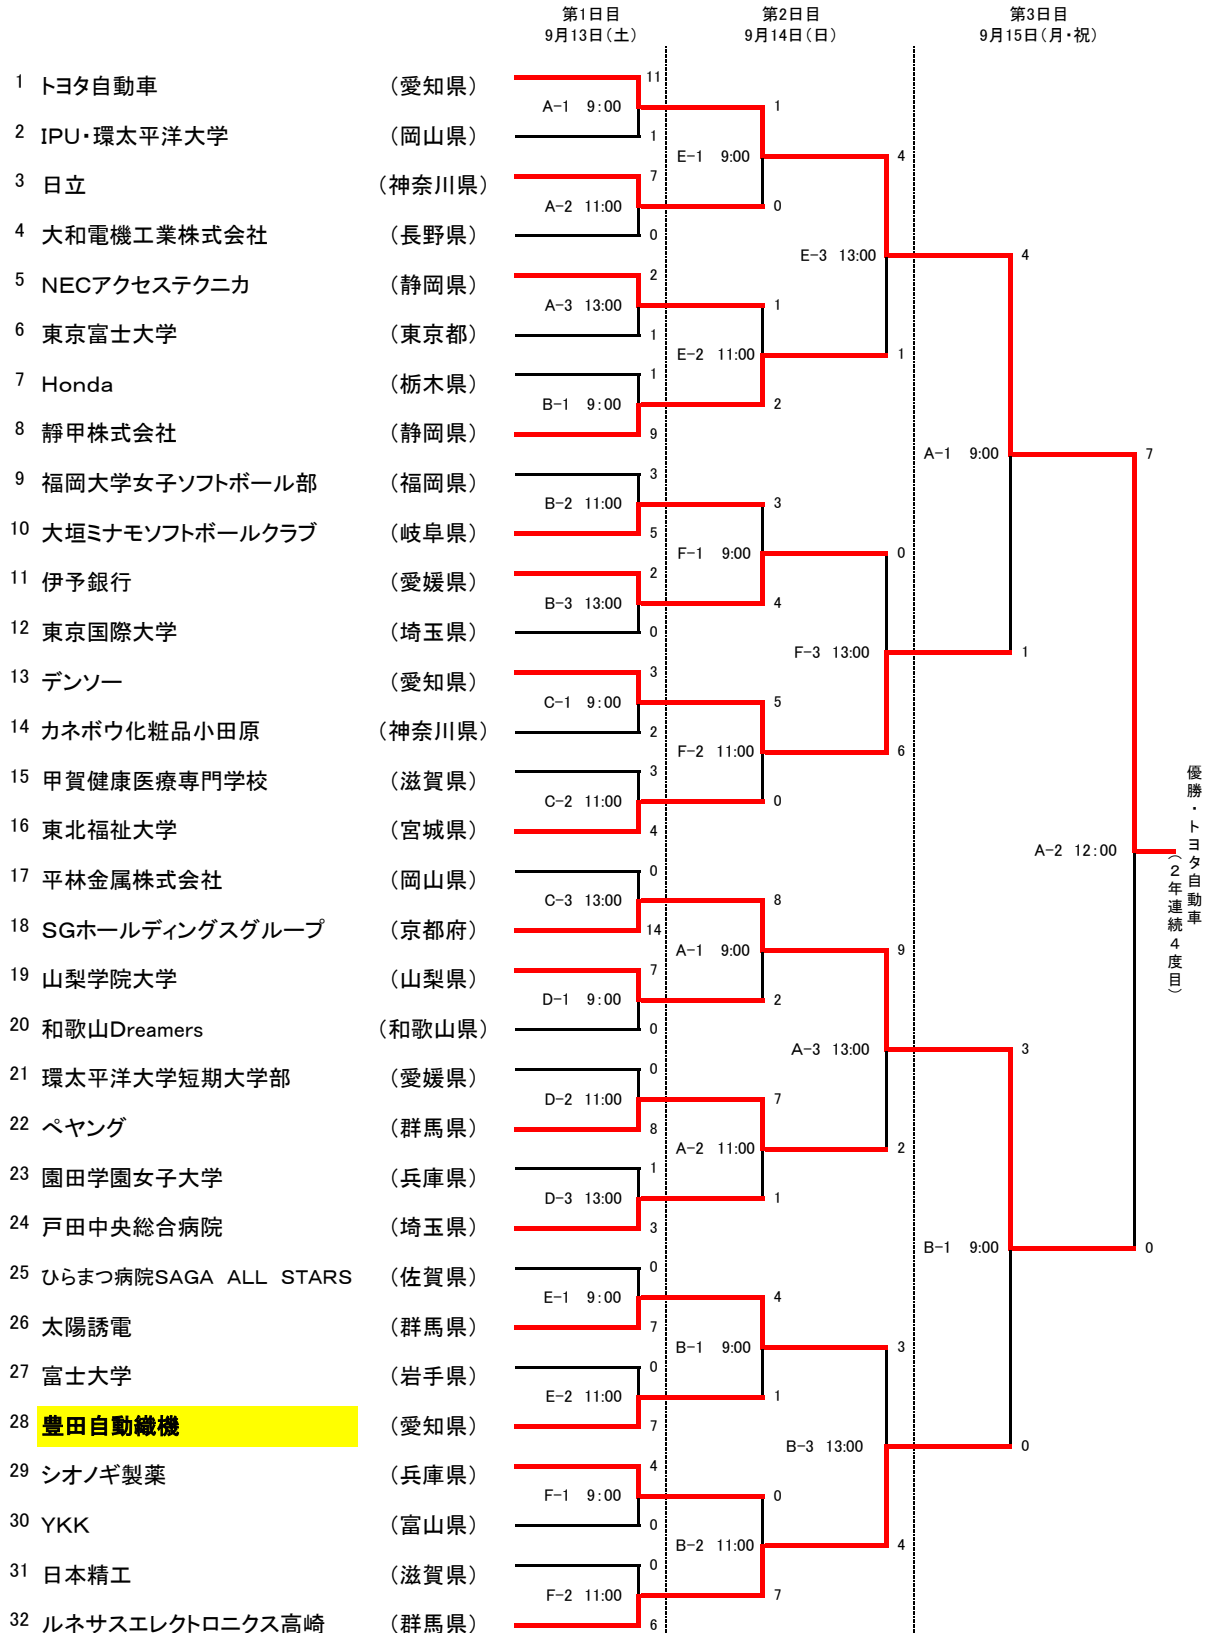 第1日目 第2日目 第3日目
9月13日(土) 9月14日(日) 9月15日(月・祝)
1 トヨタ自動車 (愛知県) 11
A-1 9:00 1
2 IPU・環太平洋大学 (岡山県) 1
E-1 9:00 4
3 日立 (神奈川県) 7
A-2 11:00 0
4 大和電機工業株式会社 (長野県) 0
E-3 13:00 4
5 NECアクセステクニカ (静岡県) 2
A-3 13:00 1
6 東京富士大学 (東京都) 1
E-2 11:00 1
7 Honda (栃木県) 1
B-1 9:00 2
8 靜甲株式会社 (静岡県) 9
A-1 9:00 7
9 福岡大学女子ソフトボール部 (福岡県) 3
B-2 11:00 3
10 大垣ミナモソフトボールクラブ (岐阜県) 5
F-1 9:00 0
11 伊予銀行 (愛媛県) 2
B-3 13:00 4
12 東京国際大学 (埼玉県) 0
F-3 13:00 1
13 デンソー (愛知県) 3
C-1 9:00 5
14 カネボウ化粧品小田原 (神奈川県) 2
F-2 11:00 6
15 甲賀健康医療専門学校 (滋賀県) 3
C-2 11:00 0
16 東北福祉大学 (宮城県) 4
A-2 12:00
優勝・トヨタ自動車
(2年連続4度目)
17 平林金属株式会社 (岡山県) 0
C-3 13:00 8
18 SGホールディングスグループ (京都府) 14
A-1 9:00 9
19 山梨学院大学 (山梨県) 7
D-1 9:00 2
20 和歌山Dreamers (和歌山県) 0
A-3 13:00 3
21 環太平洋大学短期大学部 (愛媛県) 0
D-2 11:00 7
22 ペヤング (群馬県) 8
A-2 11:00 2
23 園田学園女子大学 (兵庫県) 1
D-3 13:00 1
24 戸田中央総合病院 (埼玉県) 3
B-1 9:00 0
25 ひらまつ病院SAGA ALL STARS (佐賀県) 0
E-1 9:00 4
26 太陽誘電 (群馬県) 7
B-1 9:00 3
27 富士大学 (岩手県) 0
E-2 11:00 1
28 豊田自動織機 (愛知県) 7
B-3 13:00 0
29 シオノギ製薬 (兵庫県) 4
F-1 9:00 0
30 YKK (富山県) 0
B-2 11:00 4
31 日本精工 (滋賀県) 0
F-2 11:00 7
32 ルネサスエレクトロニクス高崎 (群馬県) 6